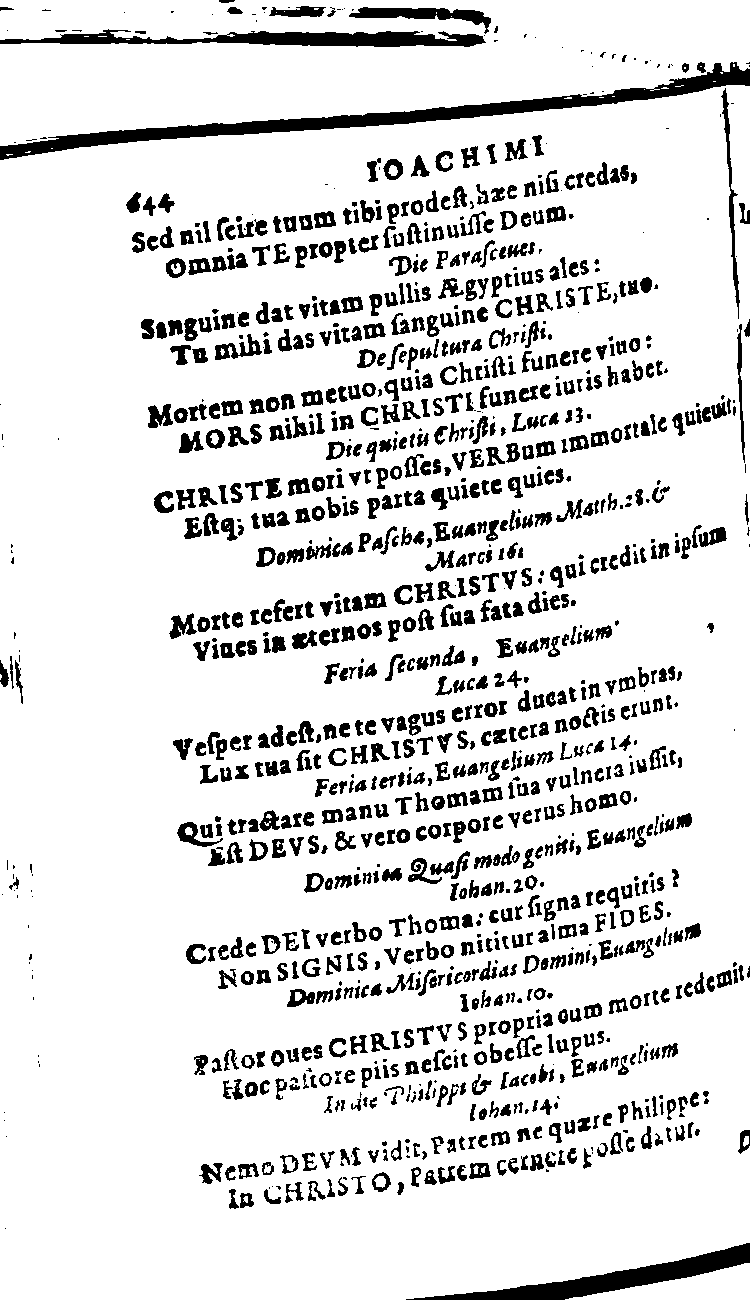 IOACHIMI
644
Sed nil ſcire tuum tibi prodeſt, hæc niſi credas,
Omnia TE propter ſuſtinuiſſe Deum.
Die Paraſceues.
Sanguine dat vitam pullis Ægyptius ales:
Tu mihi das vitam ſanguine CHRISTE, tuo.
De ſepultura Chriſti.
Mortem non metuo, quia Chriſti funere viuo:
MORS nihil in CHRISTI funere iuris habet.
Die quietis Chriſti, Luca 23.
CHRISTE mori vt poſſes, VERBum immortale quieuit;
Eſtq; tua nobis parta quiete quies.
Dominica Paſcha, Euangelium Matth. 28. &
Marci 16.
Morte refert vitam CHRISTVS: qui credit in ipſum
Viues in æternos poſt ſua fata dies.
Feria ſecunda, Euangelium
Luca 24.
Veſper adeſt, ne te vagus error ducat in vmbras,
Lux tua ſit CHRISTVS, cætera noctis erunt.
Feria tertia, Euangelium Luca 14.
Qui tractare manu Thomam ſua vulnera iuſſit,
Eſt DEVS, & vero corpore verus homo.
Dominica Quaſi modo geniti, Euangelium
Iohan. 20.
Crede DEI verbo Thoma: cur ſigna requiris?
Non SIGNIS, Verbo nititur alma FIDES.
Dominica Miſericordias Domini, Euangelium
Iohan. 10.
Paſtor oues CHRISTVS propria cum morte redemit
Hoc paſtore piis neſcit obeſſe lupus.
In die Philippi & Iacobi, Euangelium
Iohan. 14.
Nemo DEVM vidit, Patrem ne quære Philippe:
In CHRISTO, Patrem cernere poſſe datur.